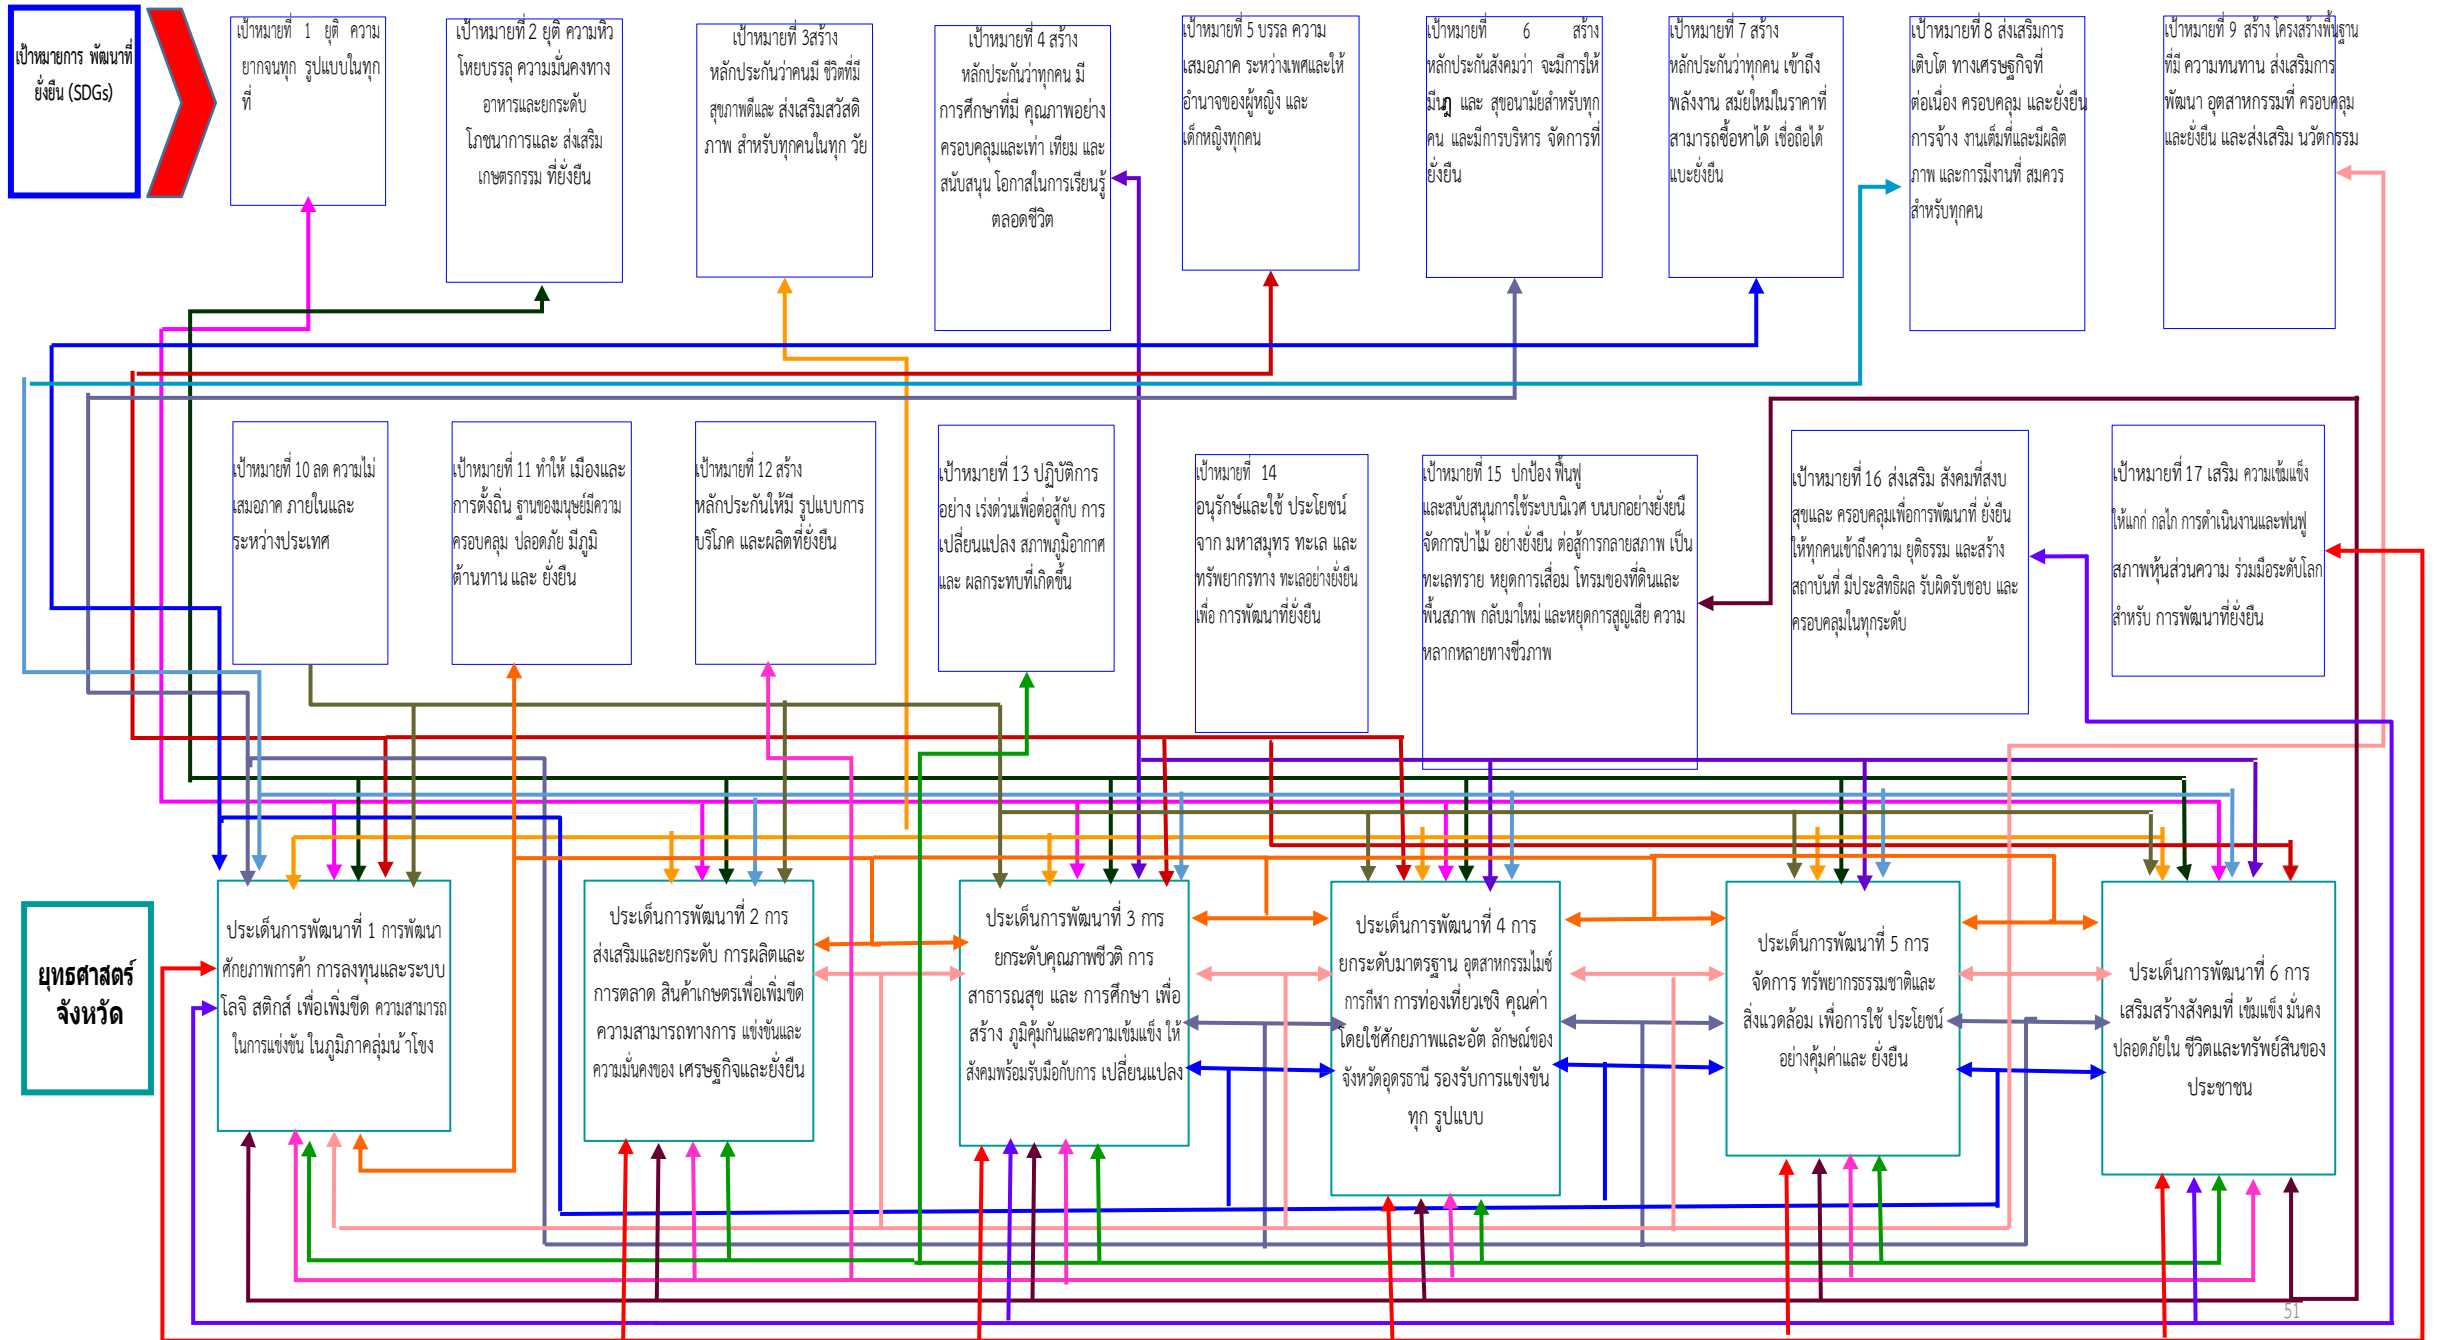 เป้าหมายการ พัฒนาที่
ยั่งยืน (SDGs)
เป้าหมายที่ 1 ยุติ ความ
ยากจนทุก รูปแบบในทุก
ที่
เป้าหมายที่ 2 ยุติ ความหิว
โหยบรรลุ ความมั่นคงทาง
อาหารและยกระดับ
โภชนาการและ ส่งเสริม
เกษตรกรรม ที่ยั่งยืน
เป้าหมายที่ 3สร้าง
หลักประกันว่าคนมี ชีวิตที่มี
สุขภาพดีและ ส่งเสริมสวัสดิ
ภาพ สำหรับทุกคนในทุก วัย
เป้าหมายที่ 4 สร้าง
หลักประกันว่าทุกคน มี
การศึกษาที่มี คุณภาพอย่าง
ครอบคลุมและเท่า เทียม และ
สนับสนุน โอกาสในการเรียนรู้
ตลอดชีวิต
เป้าหมายที่ 5 บรรล ความ
เสมอภาค ระหว่างเพศและให้
อำนาจของผู้หญิง และ
เด็กหญิงทุกคน
เป้าหมายที่ 6 สร้าง
หลักประกันสังคมว่า จะมีการให้
และ สุขอนามัยสำหรับทุก
คน และมีการบริหาร จัดการที่
ยั่งยืน
เป้าหมายที่ 7 สร้าง
หลักประกันว่าทุกคน เข้าถึง
พลังงาน สมัยใหม่ในราคาที่
สามารถซื้อหาได้ เชื่อถือได้
แบะยั่งยืน
เป้าหมายที่ 8 ส่งเสริมการ
เติบโต ทางเศรษฐกิจที่
ต่อเนื่อง ครอบคลุม และยั่งยืน
การจ้าง งานเต็มที่และมีผลิต
ภาพ และการมีงานที่ สมควร
สำหรับทุกคน
เป้าหมายที่ 9 สร้าง โครงสร้างพื้นฐาน
ที่มี ความทนทาน ส่งเสริมการ
พัฒนา อุตสาหกรรมที่ ครอบคลุม
และยั่งยืน และส่งเสริม นวัตกรรม
เป้าหมายที่ 10 ลด ความไม่
เสมอภาค ภายในและ
ระหว่างประเทศ
เป้าหมายที่ 11 ทำให้ เมืองและ
การตั้งถิ่น ฐานของมนุษย์มีความ
ครอบคลุม ปลอดภัย มีภูมิ
ต้านทาน และ ยั่งยืน
เป้าหมายที่ 12 สร้าง
หลักประกันให้มี รูปแบบการ
บริโภค และผลิตที่ยั่งยืน
เป้าหมายที่ 13 ปฏิบัติการ
อย่าง เร่งด่วนเพื่อต่อสู้กับ การ
เปลี่ยนแปลง สภาพภูมิอากาศ
และ ผลกระทบที่เกิดขึ้น
เป้าหมายที่ 14
อนุรักษ์และใช้ ประโยชน์
จาก มหาสมุทร ทะเล และ
ทรัพยากรทาง ทะเลอย่างยั่งยืน
เพื่อ การพัฒนาที่ยั่งยืน
เป้าหมายที่ 15 ปกป้อง ฟื้นฟู
และสนับสนุนการใช้ระบบนิเวศ บนบกอย่างยั่งยืนี
จัดการป่าไม้ อย่างยั่งยืน ต่อสู้การกลายสภาพ เป็น
ทะเลทราย หยุดการเสื่อม โทรมของที่ดินและ
พื้นสภาพ กลับมาใหม่ และหยุดการสูญเสีย ความ
หลากหลายทางชีวภาพ
เป้าหมายที่ 16 ส่งเสริม สังคมที่สงบ
สุขและ ครอบคลุมเพื่อการพัฒนาที่ ยั่งยืน
ให้ทุกคนเข้าถึงความ ยุติธรรม และสร้าง
สถาบันที่ มีประสิทธิผล รับผิดรับชอบ และ
ครอบคลุมในทุกระดับ
เป้าหมายที่ 17 เสริม ความเข้มแข็ง
ให้แกก่ กลไก การดำเนินงานและฟนฟู
สภาพหุ้นส่วนความ ร่วมมือระดับโลก
สำหรับ การพัฒนาที่ยั่งยืน
ยุทธศาสตร์
จังหวัด
ประเด็นการพัฒนาที่ 1 การพัฒนา
ศักยภาพการค้า การลงทุนและระบบ
โลจิ สติกส์ เพื่อเพิ่มขีด ความสามารถ
ในการแข่งขัน ในภูมิภาคลุ่มน้ำโขง
ประเด็นการพัฒนาที่ 2 การ
ส่งเสริมและยกระดับ การผลิตและ
การตลาด สินค้าเกษตรเพื่อเพิ่มขีด
ความสามารถทางการ แข่งขันและ
ความมั่นคงของ เศรษฐกิจและยั่งยืน
ประเด็นการพัฒนาที่ 3 การ
ยกระดับคุณภาพชีวติ การ
สาธารณสุข และ การศึกษา เพื่อ
สร้าง ภูมิคุ้มกันและความเข้มแข็ง ให้
สังคมพร้อมรับมือกับการ เปลี่ยนแปลง
ประเด็นการพัฒนาที่ 4 การ
ยกระดับมาตรฐาน อุตสาหกรรมไมซ์
การกีฬา การท่องเที่ยวเชิง คุณค่า
โดยใช้ศักยภาพและอัต ลักษณ์ของ
จังหวัดอุดรธานี รองรับการแข่งขัน
ทุก รูปแบบ
ประเด็นการพัฒนาที่ 5 การ
จัดการ ทรัพยากรธรรมชาติและ
สิ่งแวดล้อม เพื่อการใช้ ประโยชน์
อย่างคุ้มค่าและ ยั่งยืน
ประเด็นการพัฒนาที่ 6 การ
เสริมสร้างสังคมที่ เข้มแข็ง มั่นคง
ปลอดภัยใน ชีวิตและทรัพย์สินของ
ประชาชน
51